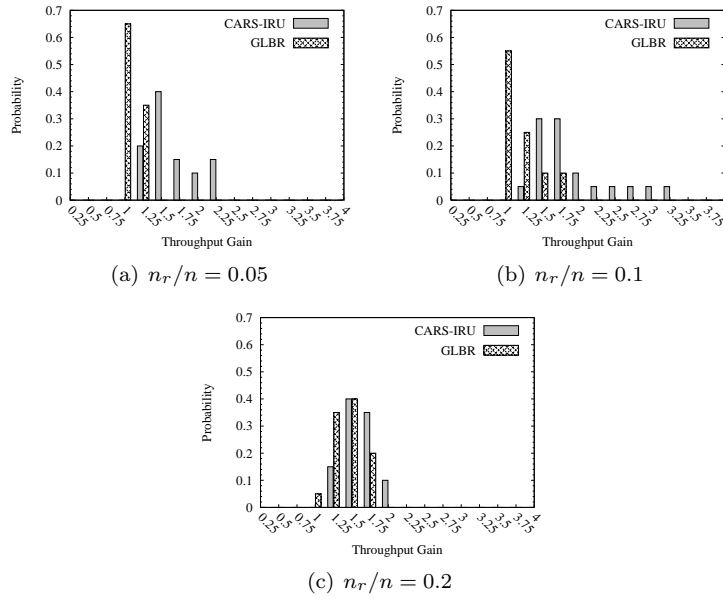 0.7
0.6
0.5
0.4
0.3
0.2
0.1
0
Probability
CARS-IRU
GLBR
0.25 0.5 0.75 1 1.25 1.5 1.75 2 2.25 2.5 2.75 3 3.25 3.5 3.75 4
Throughput Gain
(a) n_r/n = 0.05
0.7
0.6
0.5
0.4
0.3
0.2
0.1
0
Probability
CARS-IRU
GLBR
0.25 0.5 0.75 1 1.25 1.5 1.75 2 2.25 2.5 2.75 3 3.25 3.5 3.75
Throughput Gain
(b) n_r/n = 0.1
0.7
0.6
0.5
0.4
0.3
0.2
0.1
0
Probability
CARS-IRU
GLBR
0.25 0.5 0.75 1 1.25 1.5 1.75 2 2.25 2.5 2.75 3 3.25 3.5 3.75 4
Throughput Gain
(c) n_r/n = 0.2